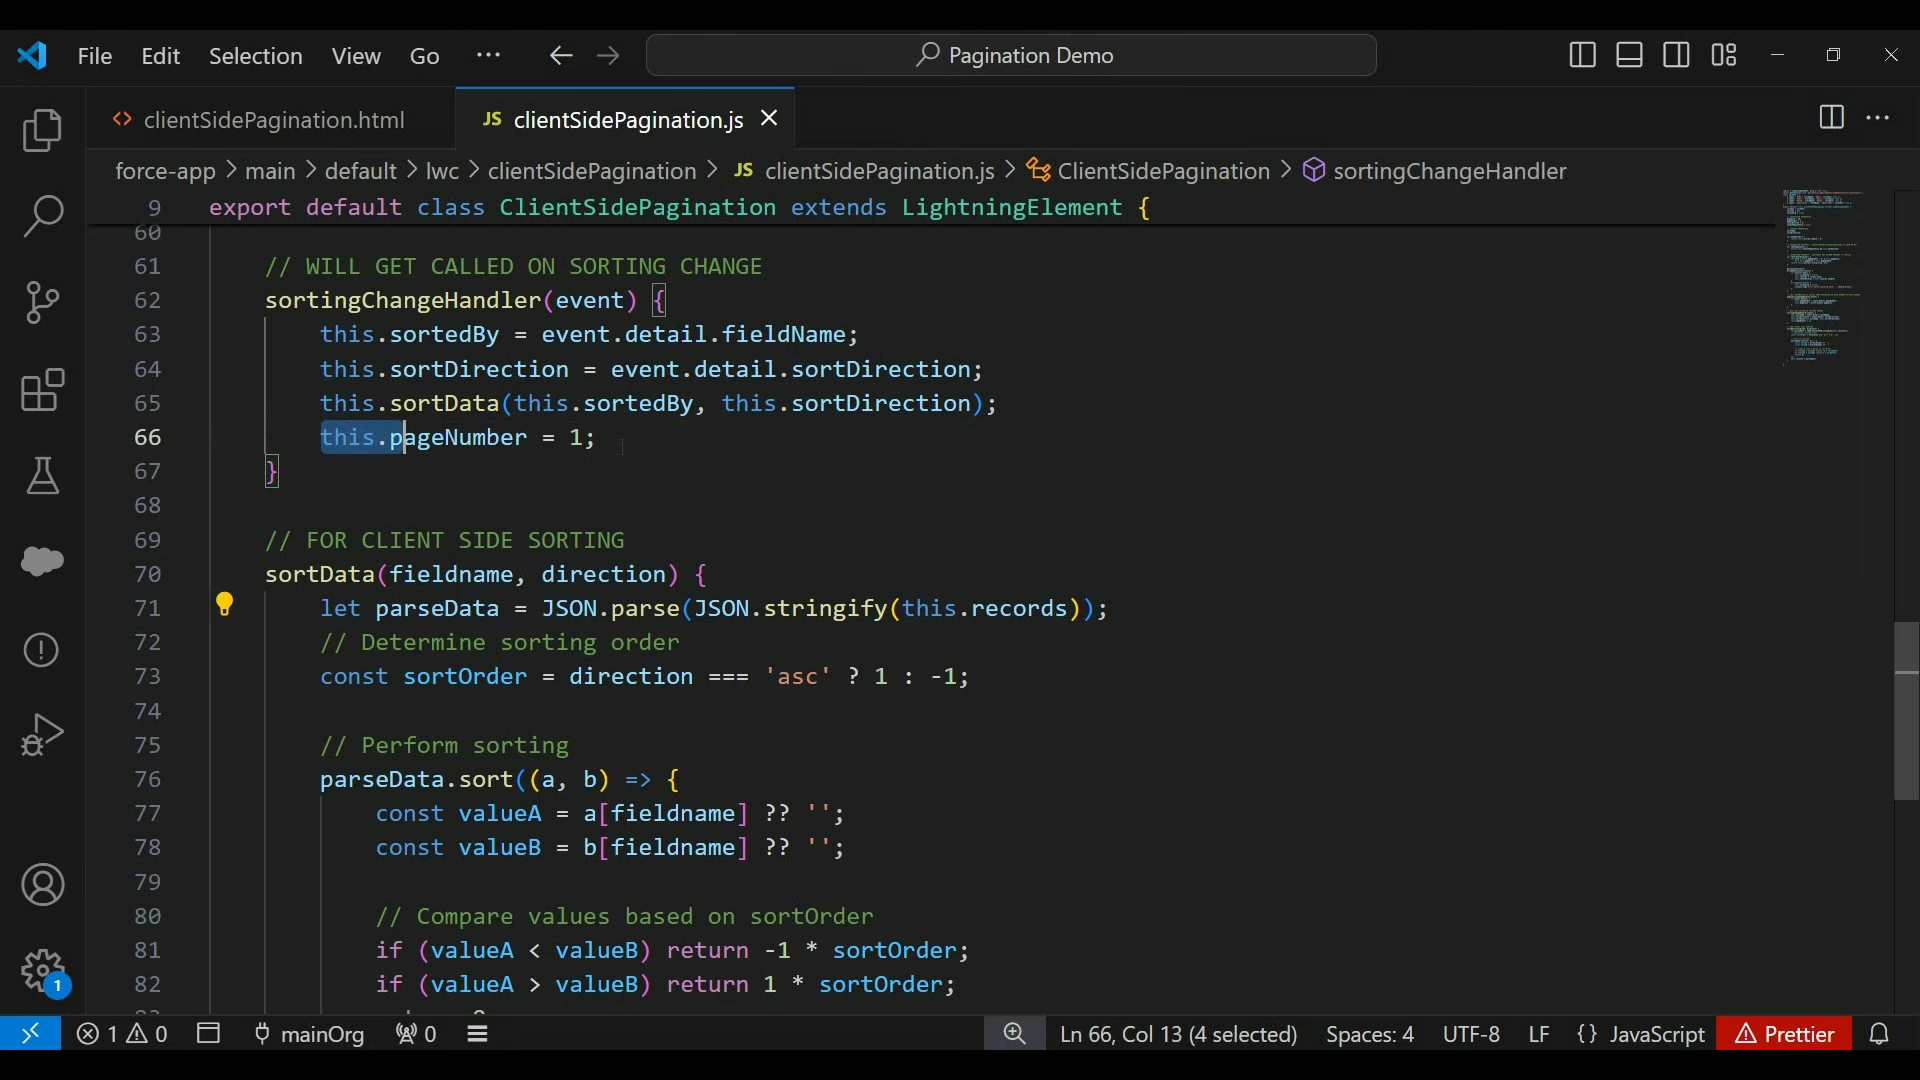 File Edit Selection View Go ··· Pagination Demo
clientSidePagination.html JS clientSidePagination.js
force-app > main > default > lwc > clientSidePagination > JS clientSidePagination.js > ClientSidePagination > sortingChangeHandler
9 export default class ClientSidePagination extends LightningElement {
60
61 // WILL GET CALLED ON SORTING CHANGE
62 sortingChangeHandler(event) {
63 this.sortedBy = event.detail.fieldName;
64 this.sortDirection = event.detail.sortDirection;
65 this.sortData(this.sortedBy, this.sortDirection);
66 this.pageNumber = 1;
67 }
68
69 // FOR CLIENT SIDE SORTING
70 sortData(fieldname, direction) {
71 let parseData = JSON.parse(JSON.stringify(this.records));
72 // Determine sorting order
73 const sortOrder = direction === 'asc' ? 1 : -1;
74
75 // Perform sorting
76 parseData.sort((a, b) => {
77 const valueA = a[fieldname] ?? '';
78 const valueB = b[fieldname] ?? '';
79
80 // Compare values based on sortOrder
81 if (valueA < valueB) return -1 * sortOrder;
82 if (valueA > valueB) return 1 * sortOrder;
1
1 0 mainOrg 0 Ln 66, Col 13 (4 selected) Spaces: 4 UTF-8 LF {} JavaScript Prettier